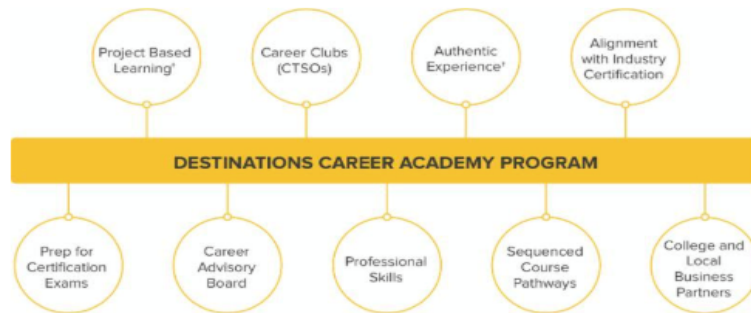 Project Based
Learning†
Career Clubs
(CTSOs)
Authentic
Experience†
Alignment
with Industry
Certification
DESTINATIONS CAREER ACADEMY PROGRAM
Prep for
Certification
Exams
Career
Advisory
Board
Professional
Skills
Sequenced
Course
Pathways
College and
Local
Business
Partners